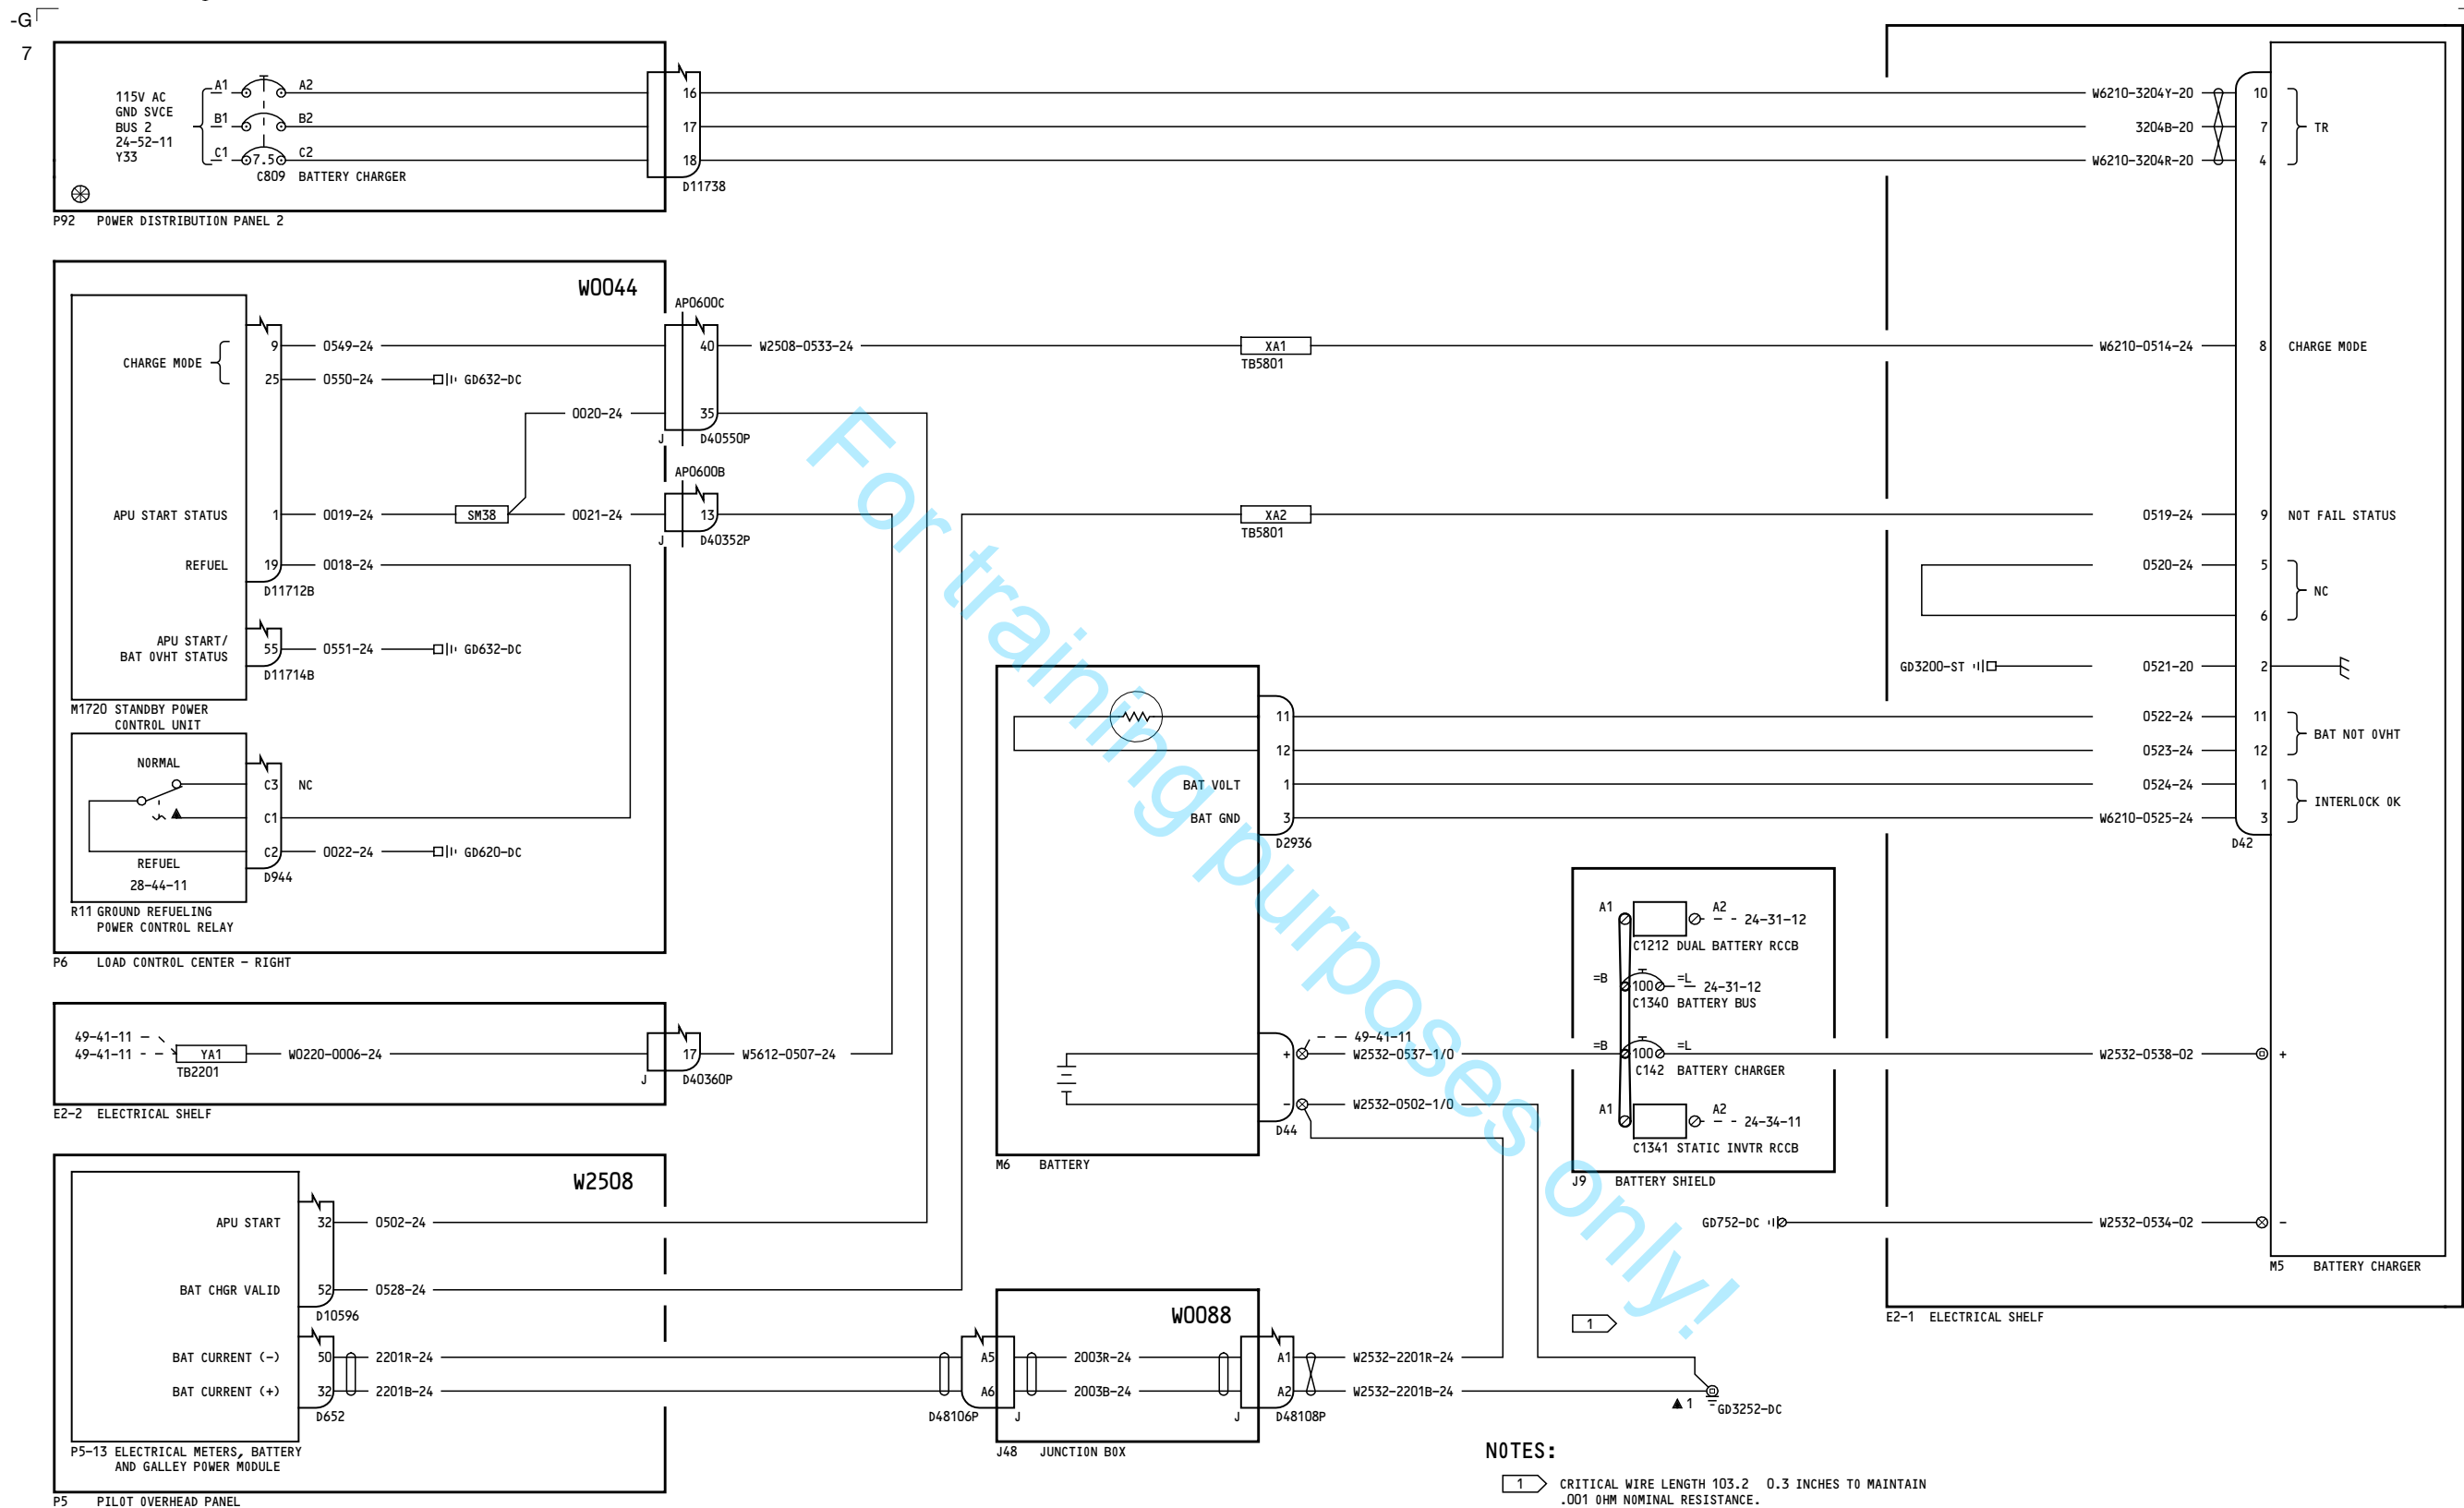 -G
7
115V AC
GND SVCE
BUS 2
24-52-11
Y33
A1
A2
B1
B2
C1
7.5
C2
C809 BATTERY CHARGER
16
17
18
D11738
P92 POWER DISTRIBUTION PANEL 2
W6210-3204Y-20
3204B-20
W6210-3204R-20
10
7
4
TR
W0044
CHARGE MODE
9
0549-24
25
0550-24
GD632-DC
0020-24
AP0600C
40
W2508-0533-24
35
J
D40550P
XA1
TB5801
W6210-0514-24
8
CHARGE MODE
APU START STATUS
1
0019-24
SM38
0021-24
AP0600B
13
J
D40352P
XA2
TB5801
0519-24
9
NOT FAIL STATUS
REFUEL
19
0018-24
D11712B
0520-24
5
6
NC
APU START/
BAT OVHT STATUS
55
0551-24
GD632-DC
D11714B
M1720 STANDBY POWER
CONTROL UNIT
GD3200-ST
0521-20
2
NORMAL
C3
NC
C1
C2
0022-24
GD620-DC
REFUEL
28-44-11
D944
R11 GROUND REFUELING
POWER CONTROL RELAY
P6 LOAD CONTROL CENTER - RIGHT
11
12
BAT VOLT
1
BAT GND
3
D2936
0522-24
11
0523-24
12
BAT NOT OVHT
0524-24
1
W6210-0525-24
3
INTERLOCK OK
D42
49-41-11
49-41-11
YA1
TB2201
W0220-0006-24
17
W5612-0507-24
J
D40360P
E2-2 ELECTRICAL SHELF
+
49-41-11
W2532-0537-1/0
-
W2532-0502-1/0
D44
M6 BATTERY
A1
A2
24-31-12
C1212 DUAL BATTERY RCCB
=B
100
=L
24-31-12
C1340 BATTERY BUS
=B
100
=L
C142 BATTERY CHARGER
A1
A2
24-34-11
C1341 STATIC INVTR RCCB
J9 BATTERY SHIELD
W2532-0538-02
+
GD752-DC
W2532-0534-02
-
M5 BATTERY CHARGER
E2-1 ELECTRICAL SHELF
W2508
APU START
32
0502-24
BAT CHGR VALID
52
0528-24
D10596
BAT CURRENT (-)
50
2201R-24
BAT CURRENT (+)
32
2201B-24
D652
P5-13 ELECTRICAL METERS, BATTERY
AND GALLEY POWER MODULE
P5 PILOT OVERHEAD PANEL
W0088
A5
2003R-24
A1
W2532-2201R-24
A6
2003B-24
A2
W2532-2201B-24
D48106P
J
J
D48108P
J48 JUNCTION BOX
1
1
GD3252-DC
NOTES:
1 CRITICAL WIRE LENGTH 103.2 0.3 INCHES TO MAINTAIN
.001 OHM NOMINAL RESISTANCE.
For training purposes only!